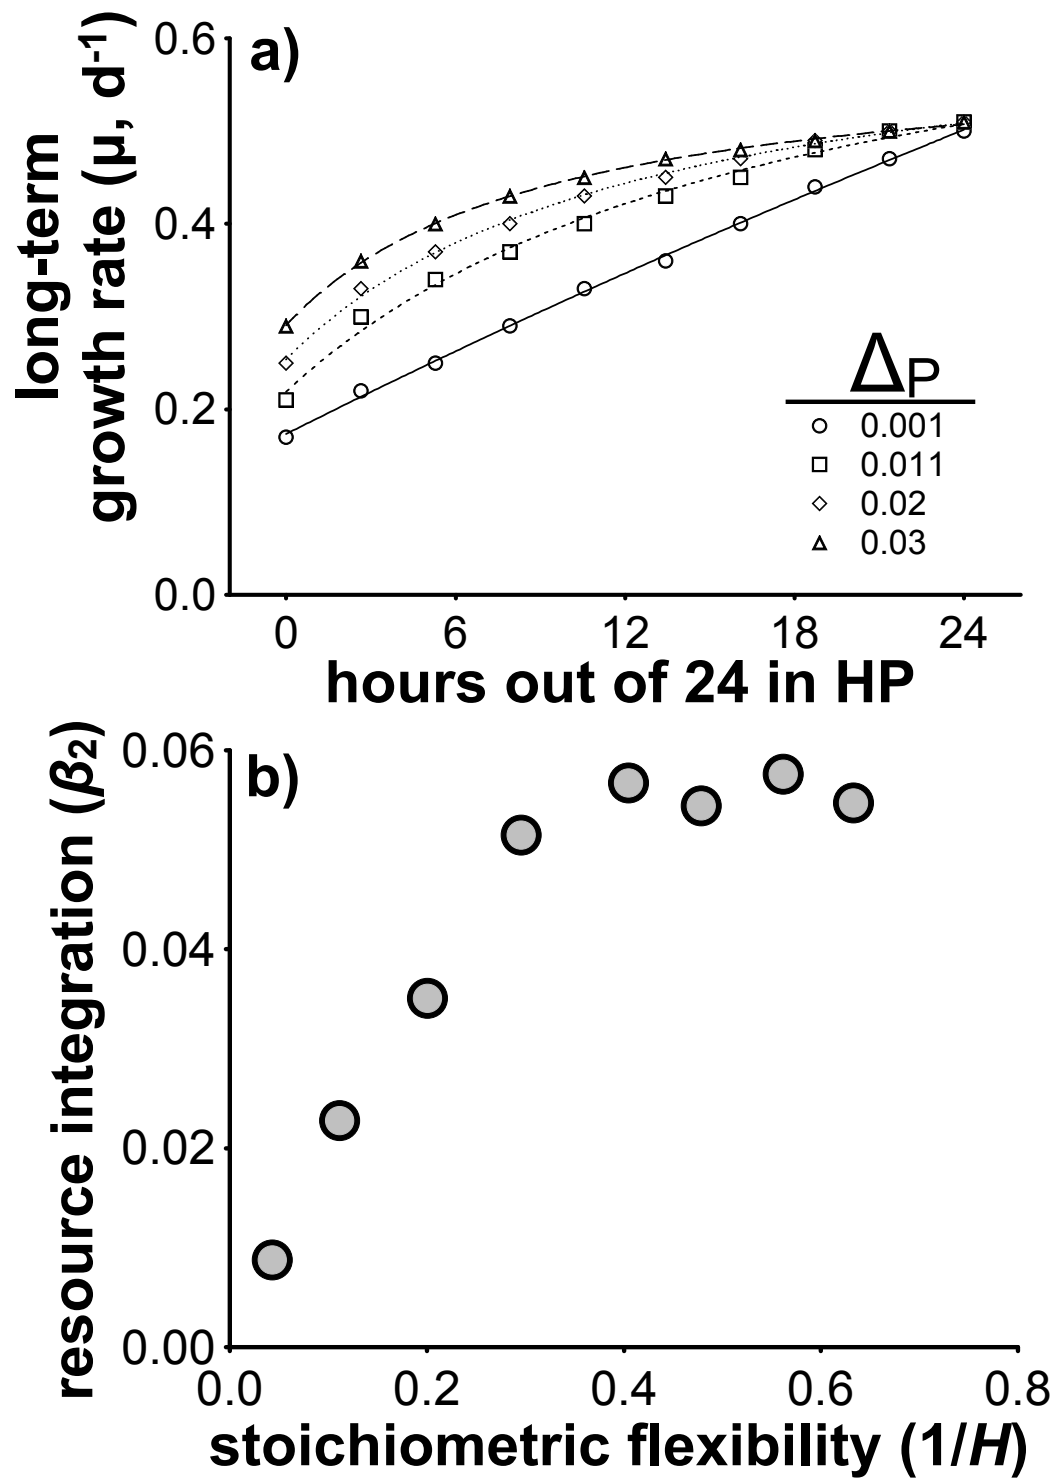 a)
long-term
growth rate (μ, d⁻¹)
0.6
0.4
0.2
0.0
ΔP
0.001
0.011
0.02
0.03
0 6 12 18 24
hours out of 24 in HP
b)
resource integration (β₂)
0.06
0.04
0.02
0.00
0.0 0.2 0.4 0.6 0.8
stoichiometric flexibility (1/H)